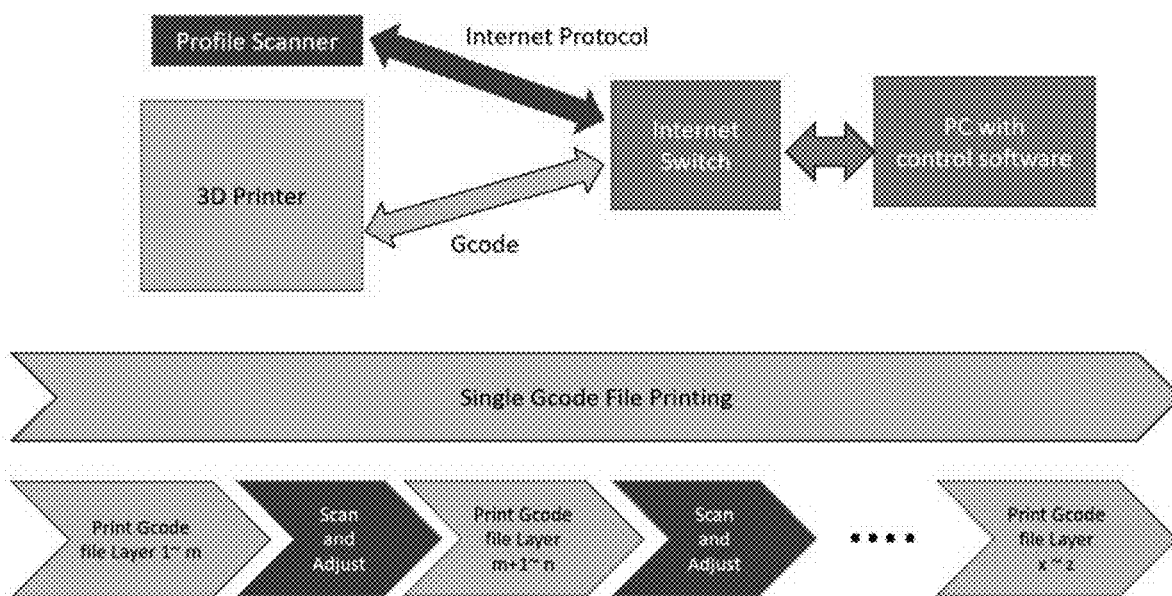 Profile Scanner
Internet Protocol
3D Printer
Internet
Switch
PC with
control software
Gcode
Single Gcode File Printing
Print Gcode
file Layer 1~ m
Scan
and
Adjust
Print Gcode
file Layer
m+1~ n
Scan
and
Adjust
Print Gcode
file Layer
x ~ z